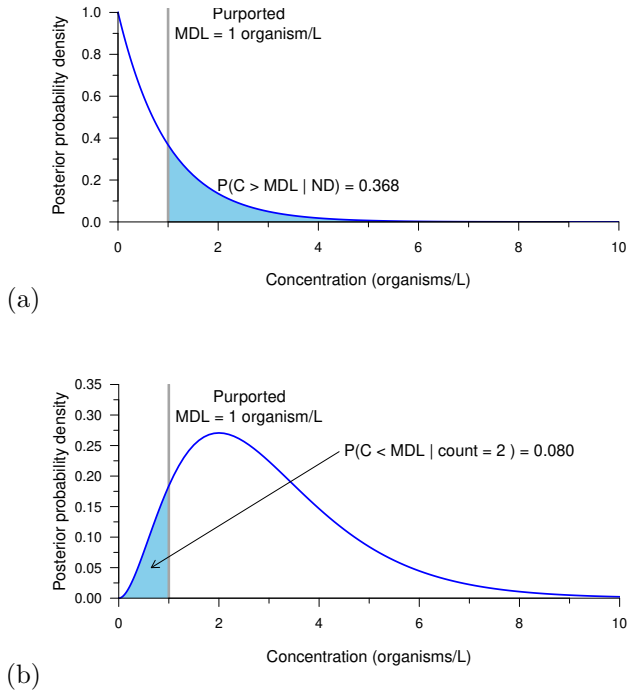 Posterior probability density
1.0
0.8
0.6
0.4
0.2
0.0
Purported
MDL = 1 organism/L
P(C > MDL | ND) = 0.368
0 2 4 6 8 10
Concentration (organisms/L)
(a)
Posterior probability density
0.35
0.30
0.25
0.20
0.15
0.10
0.05
0.00
Purported
MDL = 1 organism/L
P(C < MDL | count = 2 ) = 0.080
0 2 4 6 8 10
Concentration (organisms/L)
(b)